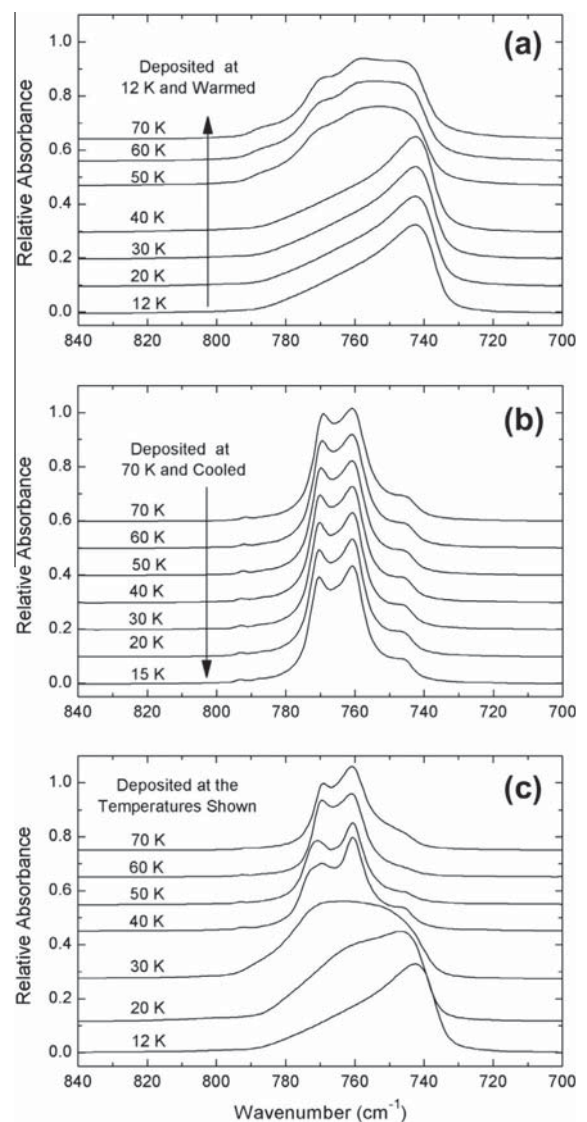 (a)
Deposited at
12 K and Warmed
70 K
60 K
50 K
40 K
30 K
20 K
12 K
Relative Absorbance
1.0
0.8
0.6
0.4
0.2
0.0
840 820 800 780 760 740 720 700
(b)
Deposited at
70 K and Cooled
70 K
60 K
50 K
40 K
30 K
20 K
15 K
Relative Absorbance
1.0
0.8
0.6
0.4
0.2
0.0
840 820 800 780 760 740 720 700
(c)
Deposited at the
Temperatures Shown
70 K
60 K
50 K
40 K
30 K
20 K
12 K
Relative Absorbance
1.0
0.8
0.6
0.4
0.2
0.0
840 820 800 780 760 740 720 700
Wavenumber (cm⁻¹)